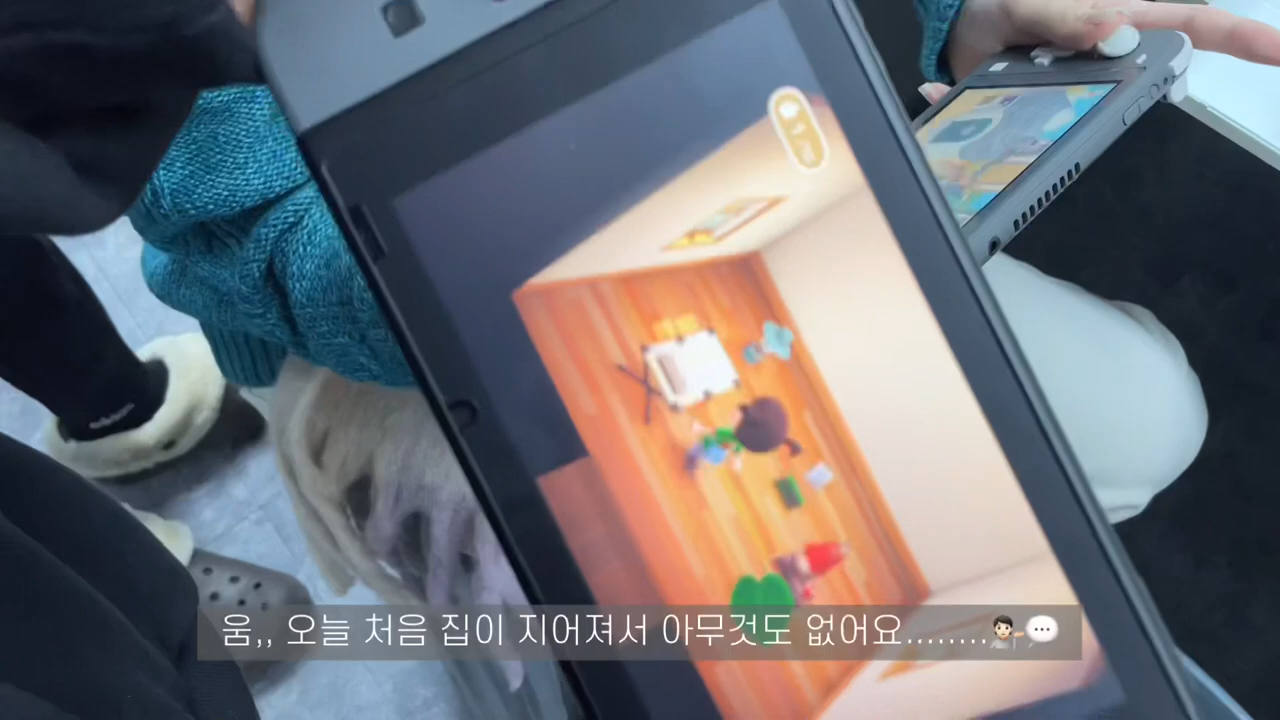 움,, 오늘 처음 집이 지어져서 아무것도 없어요........🧑🏻‍🦯💬